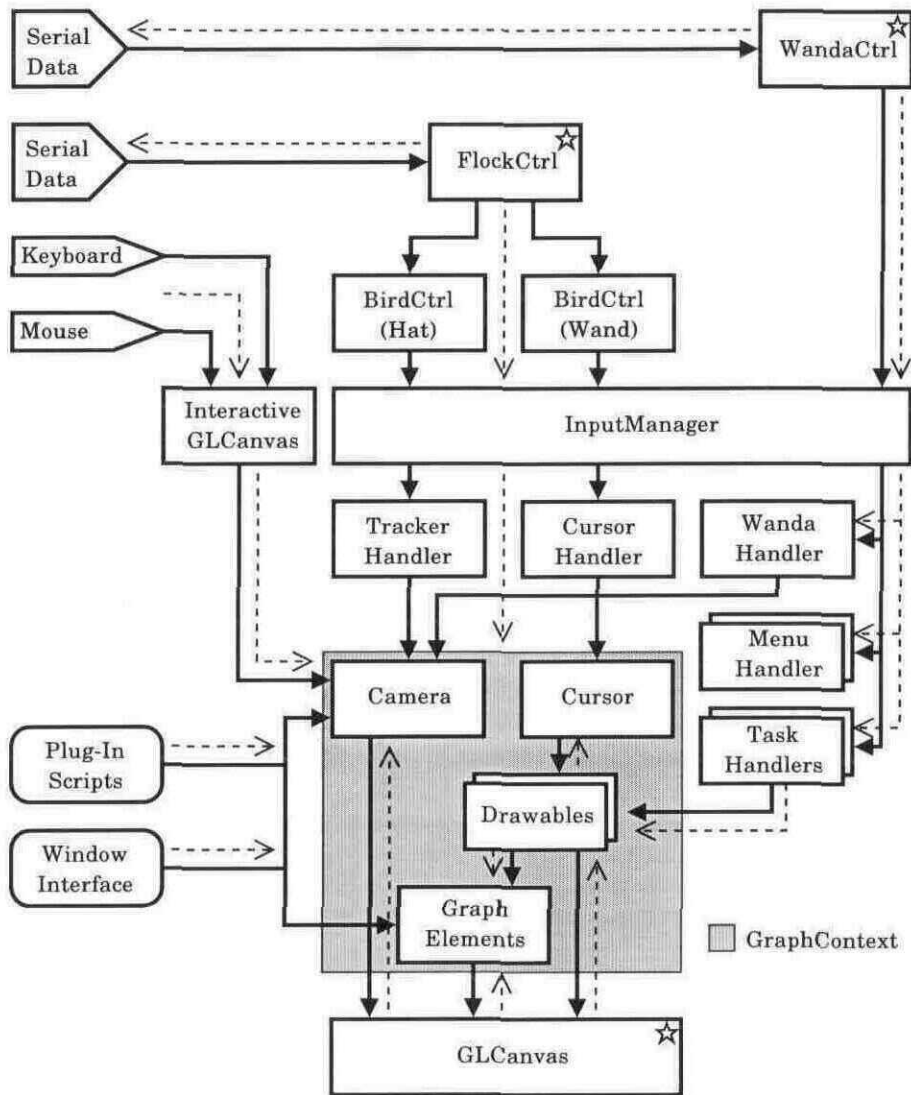 Serial
Data
WandaCtrl
Serial
Data
FlockCtrl
Keyboard
BirdCtrl
(Hat)
BirdCtrl
(Wand)
Mouse
Interactive
GLCanvas
InputManager
Tracker
Handler
Cursor
Handler
Wanda
Handler
Menu
Handler
Camera
Cursor
Plug-In
Scripts
Task
Handlers
Drawables
Window
Interface
Graph
Elements
GraphContext
GLCanvas